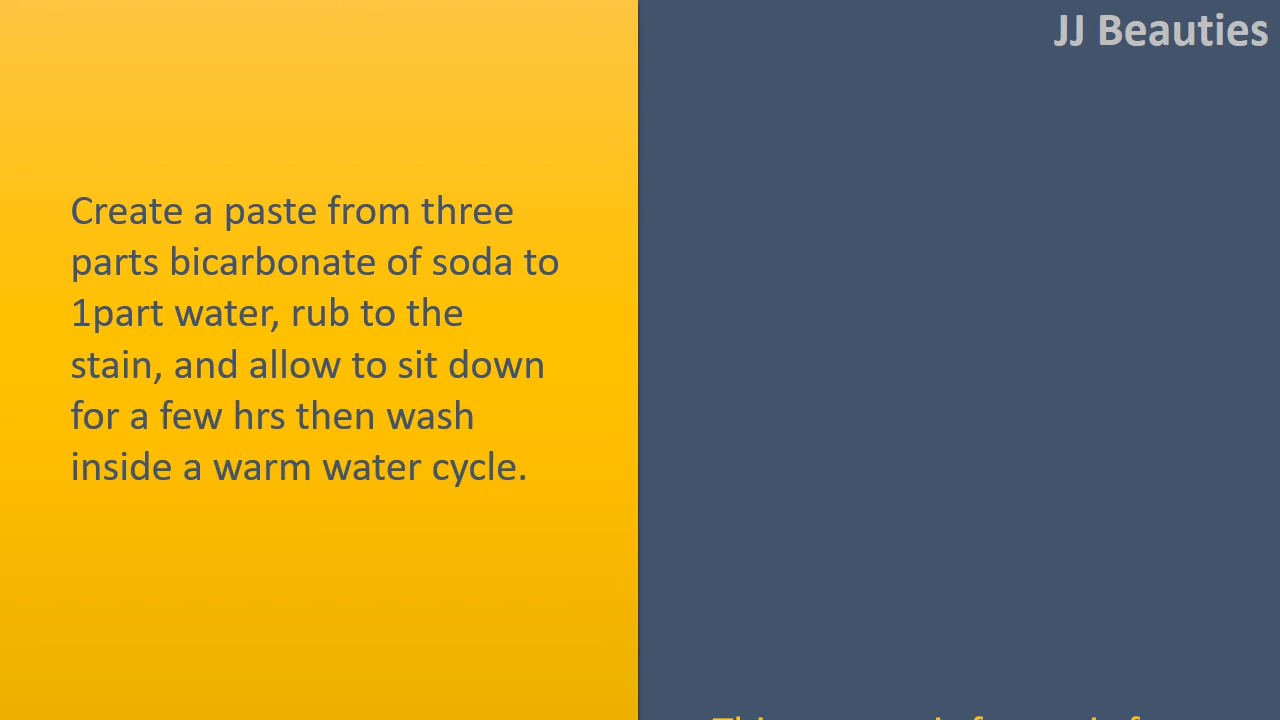 JJ Beauties
Create a paste from three
parts bicarbonate of soda to
1part water, rub to the
stain, and allow to sit down
for a few hrs then wash
inside a warm water cycle.